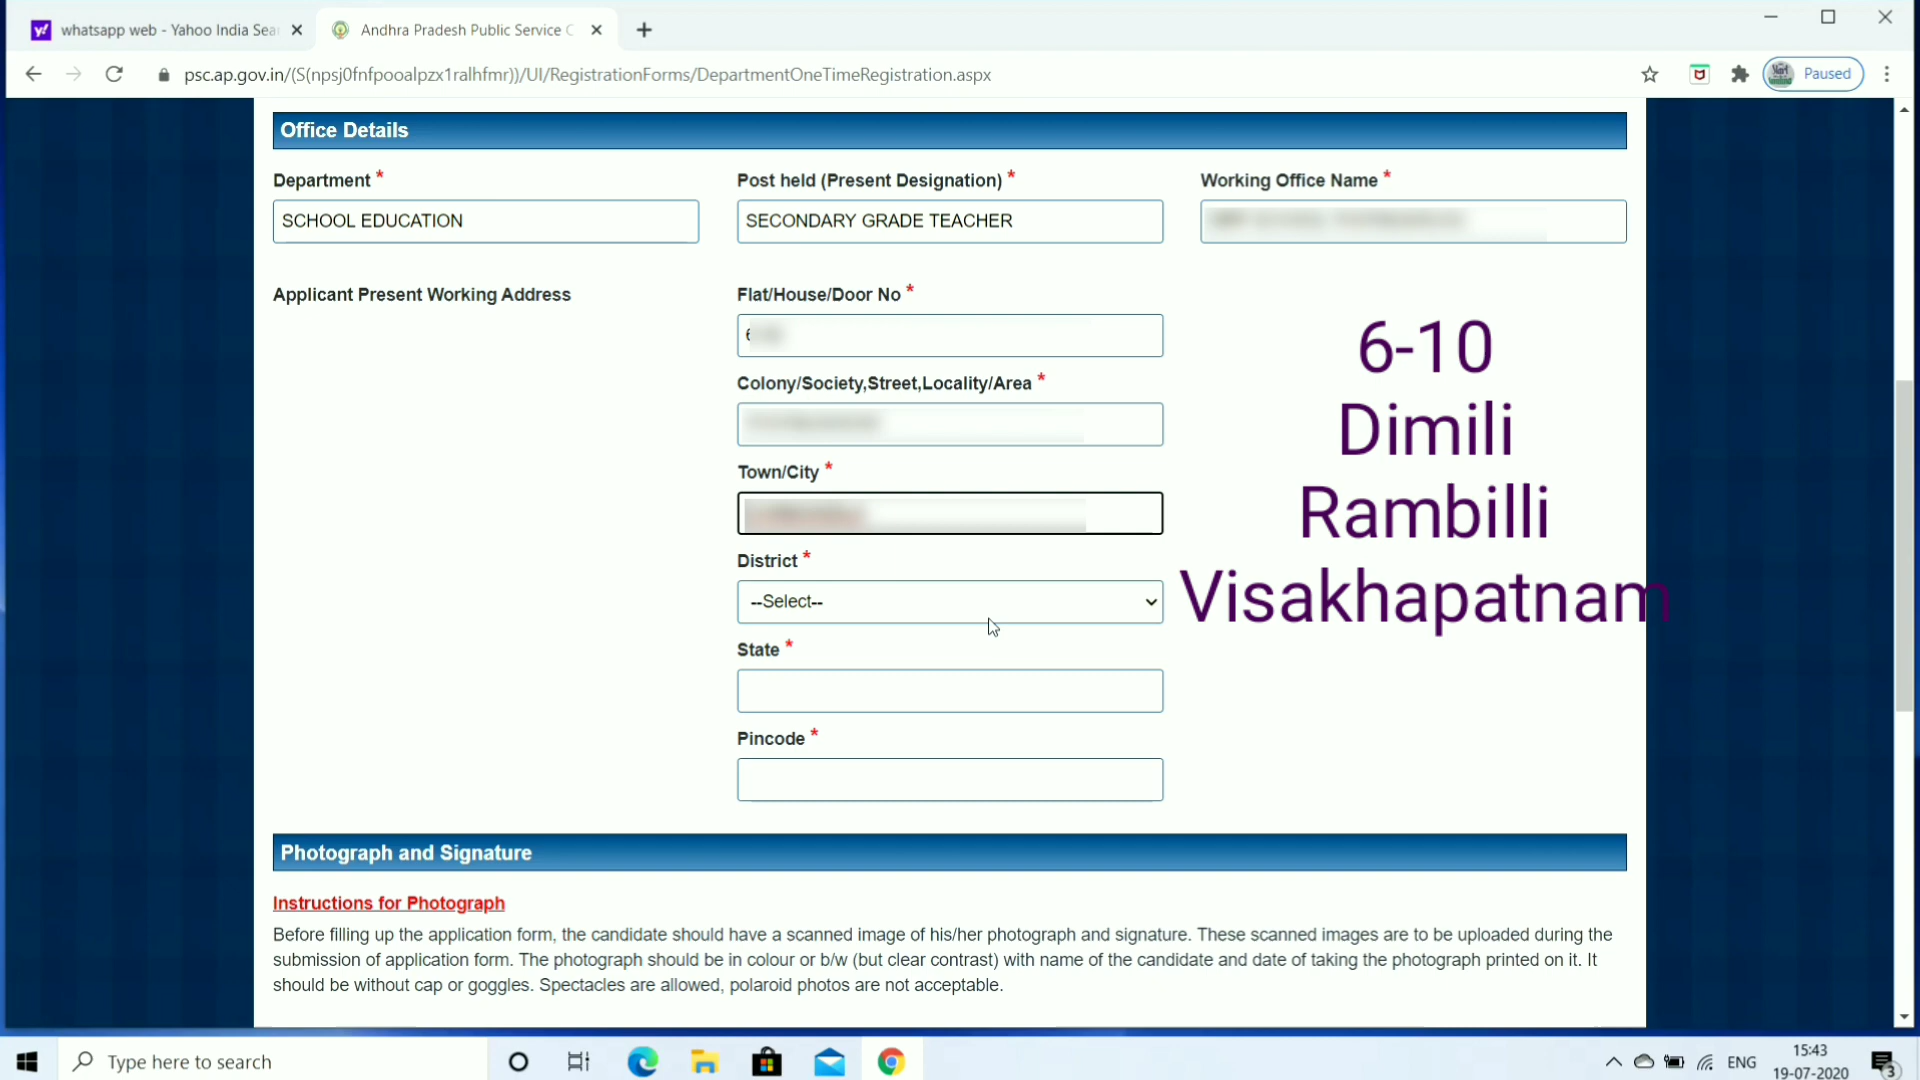 whatsapp web - Yahoo India Sea
Andhra Pradesh Public Service C
psc.ap.gov.in/(S(npsj0fnfpooalpzx1ralhfmr))/UI/RegistrationForms/DepartmentOneTimeRegistration.aspx
Paused
Office Details
Department *
Post held (Present Designation) *
Working Office Name *
SCHOOL EDUCATION
SECONDARY GRADE TEACHER
Applicant Present Working Address
Flat/House/Door No *
6-10
Colony/Society,Street,Locality/Area *
Dimili
Town/City *
Rambilli
District *
--Select--
Visakhapatnam
State *
Pincode *
Photograph and Signature
Instructions for Photograph
Before filling up the application form, the candidate should have a scanned image of his/her photograph and signature. These scanned images are to be uploaded during the
submission of application form. The photograph should be in colour or b/w (but clear contrast) with name of the candidate and date of taking the photograph printed on it. It
should be without cap or goggles. Spectacles are allowed, polaroid photos are not acceptable.
Type here to search
ENG
15:43
19-07-2020
3